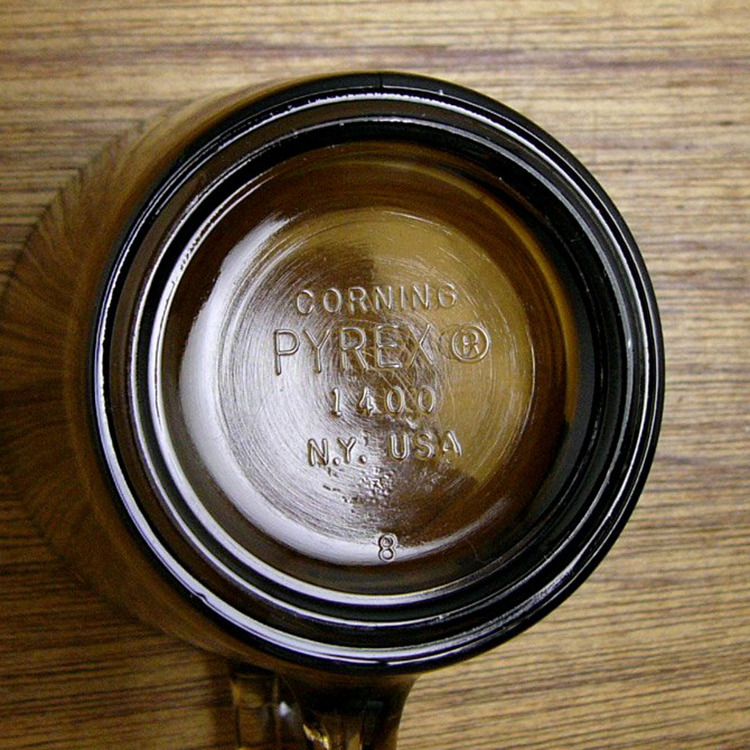 CORNING
PYREX®
1400
N.Y. USA
8